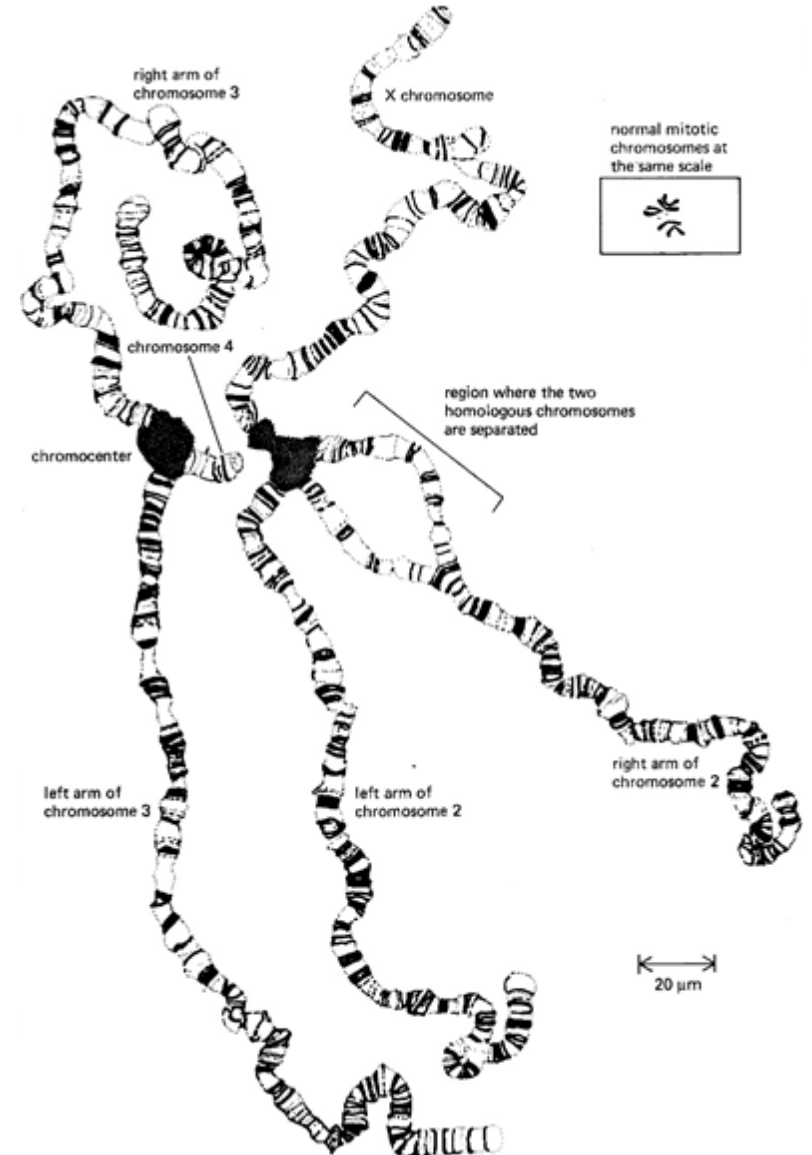 right arm of
chromosome 3
X chromosome
normal mitotic
chromosomes at
the same scale
chromosome 4
region where the two
homologous chromosomes
are separated
chromocenter
right arm of
chromosome 2
left arm of
chromosome 3
left arm of
chromosome 2
20 μm